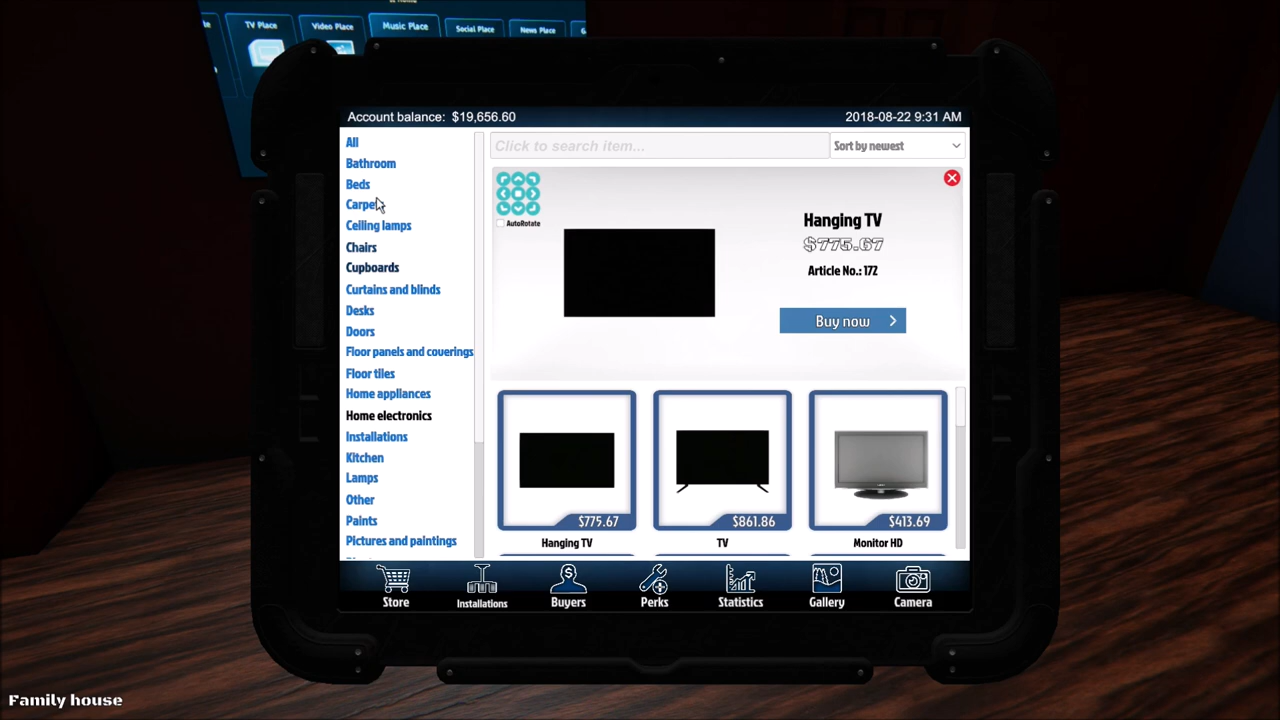 TV Place
Video Place
Music Place
Social Place
News Place
Account balance: $19,656.60
2018-08-22 9:31 AM
All
Bathroom
Beds
Carpe
Ceiling lamps
Chairs
Cupboards
Curtains and blinds
Desks
Doors
Floor panels and coverings
Floor tiles
Home appliances
Home electronics
Installations
Kitchen
Lamps
Other
Paints
Pictures and paintings
Click to search item...
Sort by newest
AutoRotate
Hanging TV
$775.67
Article No.: 172
Buy now
$775.67
$861.86
$413.69
Hanging TV
TV
Monitor HD
Store
Installations
Buyers
Perks
Statistics
Gallery
Camera
Family house